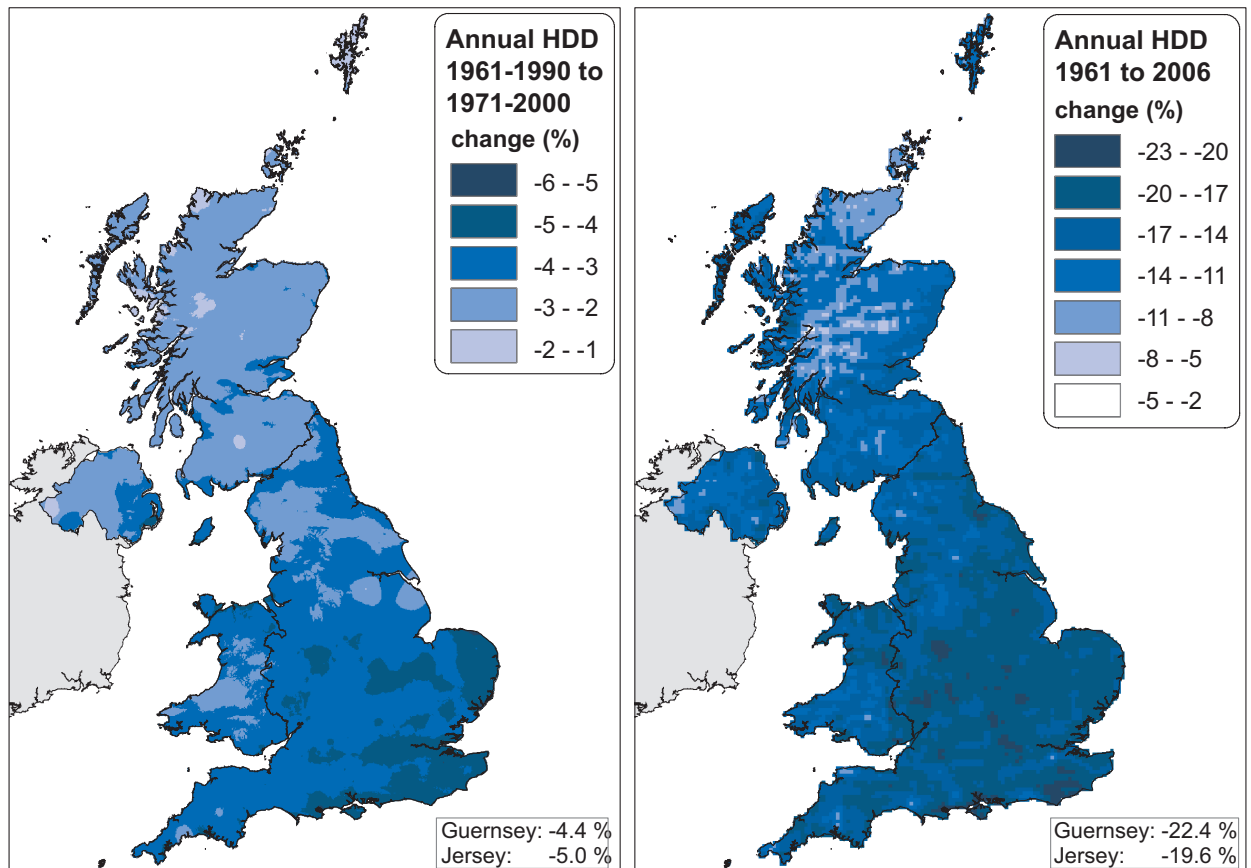 Annual HDD
1961-1990 to
1971-2000
change (%)
-6 - -5
-5 - -4
-4 - -3
-3 - -2
-2 - -1
Guernsey: -4.4 %
Jersey: -5.0 %
Annual HDD
1961 to 2006
change (%)
-23 - -20
-20 - -17
-17 - -14
-14 - -11
-11 - -8
-8 - -5
-5 - -2
Guernsey: -22.4 %
Jersey: -19.6 %